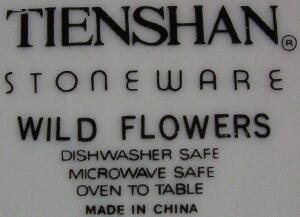 TIENSHAN®
STONEWARE
WILD FLOWERS
DISHWASHER SAFE
MICROWAVE SAFE
OVEN TO TABLE
MADE IN CHINA